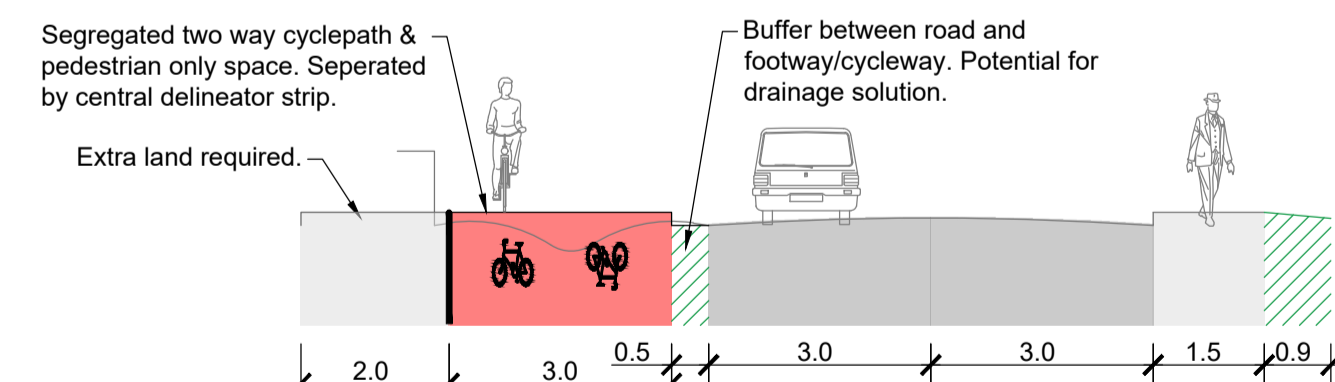 Segregated two way cyclepath &
pedestrian only space. Seperated
by central delineator strip.
Extra land required.
Buffer between road and
footway/cycleway. Potential for
drainage solution.
2.0
3.0
0.5
3.0
3.0
1.5
0.9